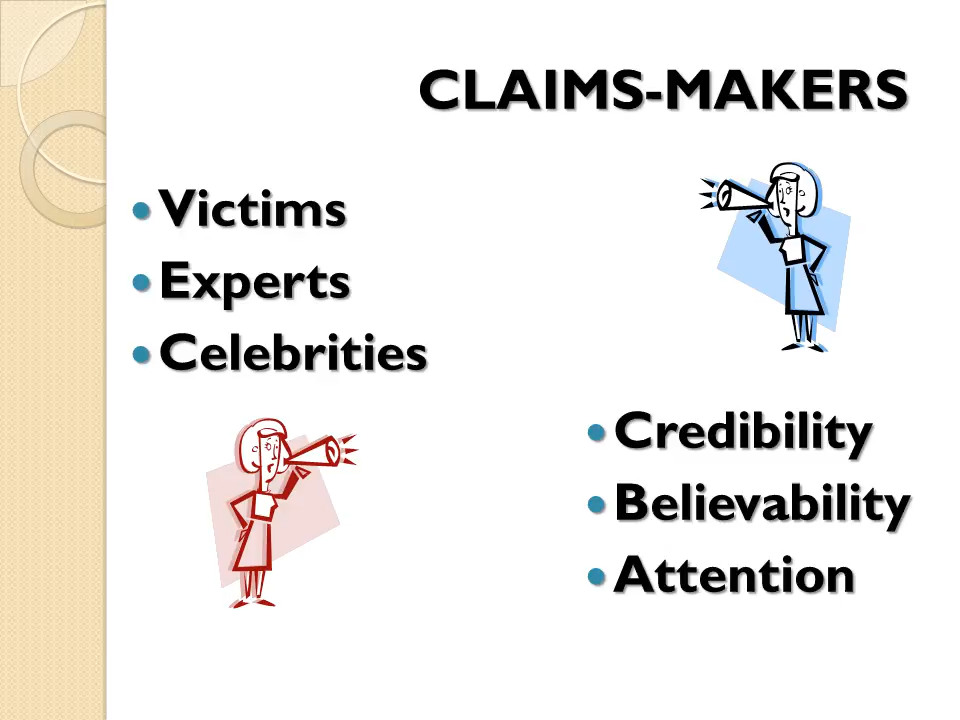 CLAIMS-MAKERS
Victims
Experts
Celebrities
Credibility
Believability
Attention